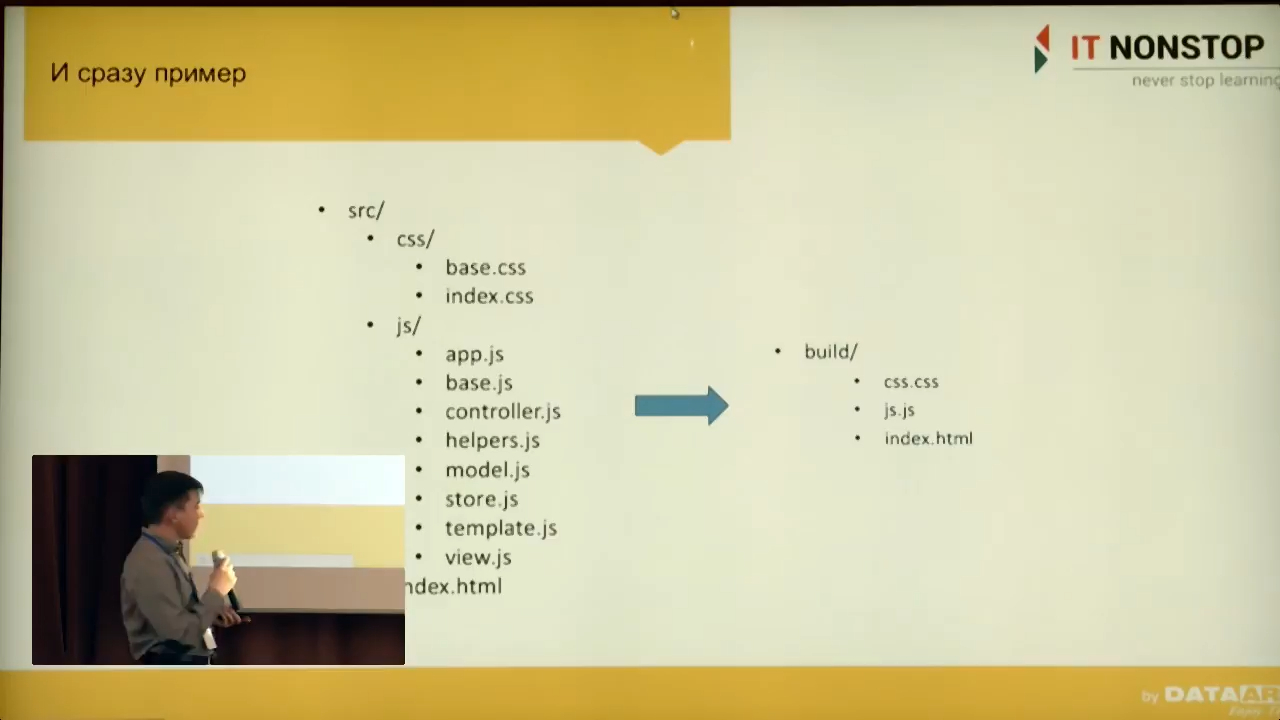 И сразу пример
IT NONSTOP
never stop learning
src/
css/
base.css
index.css
js/
app.js
base.js
controller.js
helpers.js
model.js
store.js
template.js
view.js
ndex.html
build/
css.css
js.js
index.html
by DATAAR